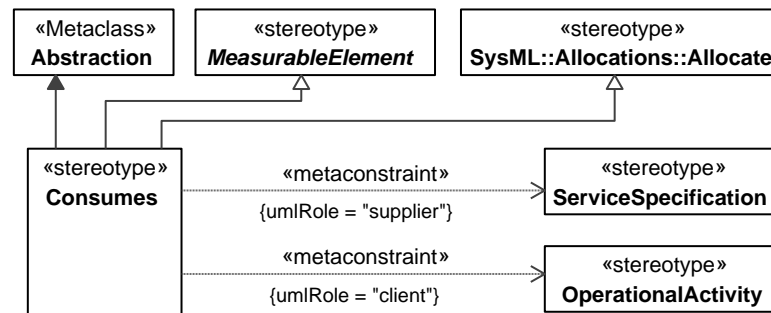 «Metaclass»
Abstraction
«stereotype»
MeasurableElement
«stereotype»
SysML::Allocations::Allocate
«stereotype»
Consumes
«metaconstraint»
{umlRole = "supplier"}
«stereotype»
ServiceSpecification
«metaconstraint»
{umlRole = "client"}
«stereotype»
OperationalActivity